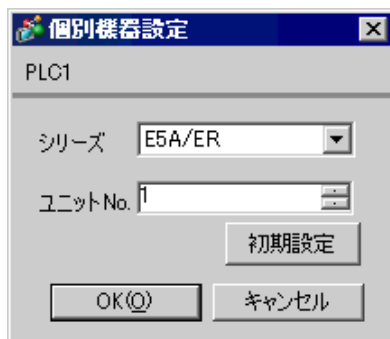 個別機器設定
PLC1
シリーズ E5A/ER
ユニットNo. 1
初期設定
OK(O) キャンセル